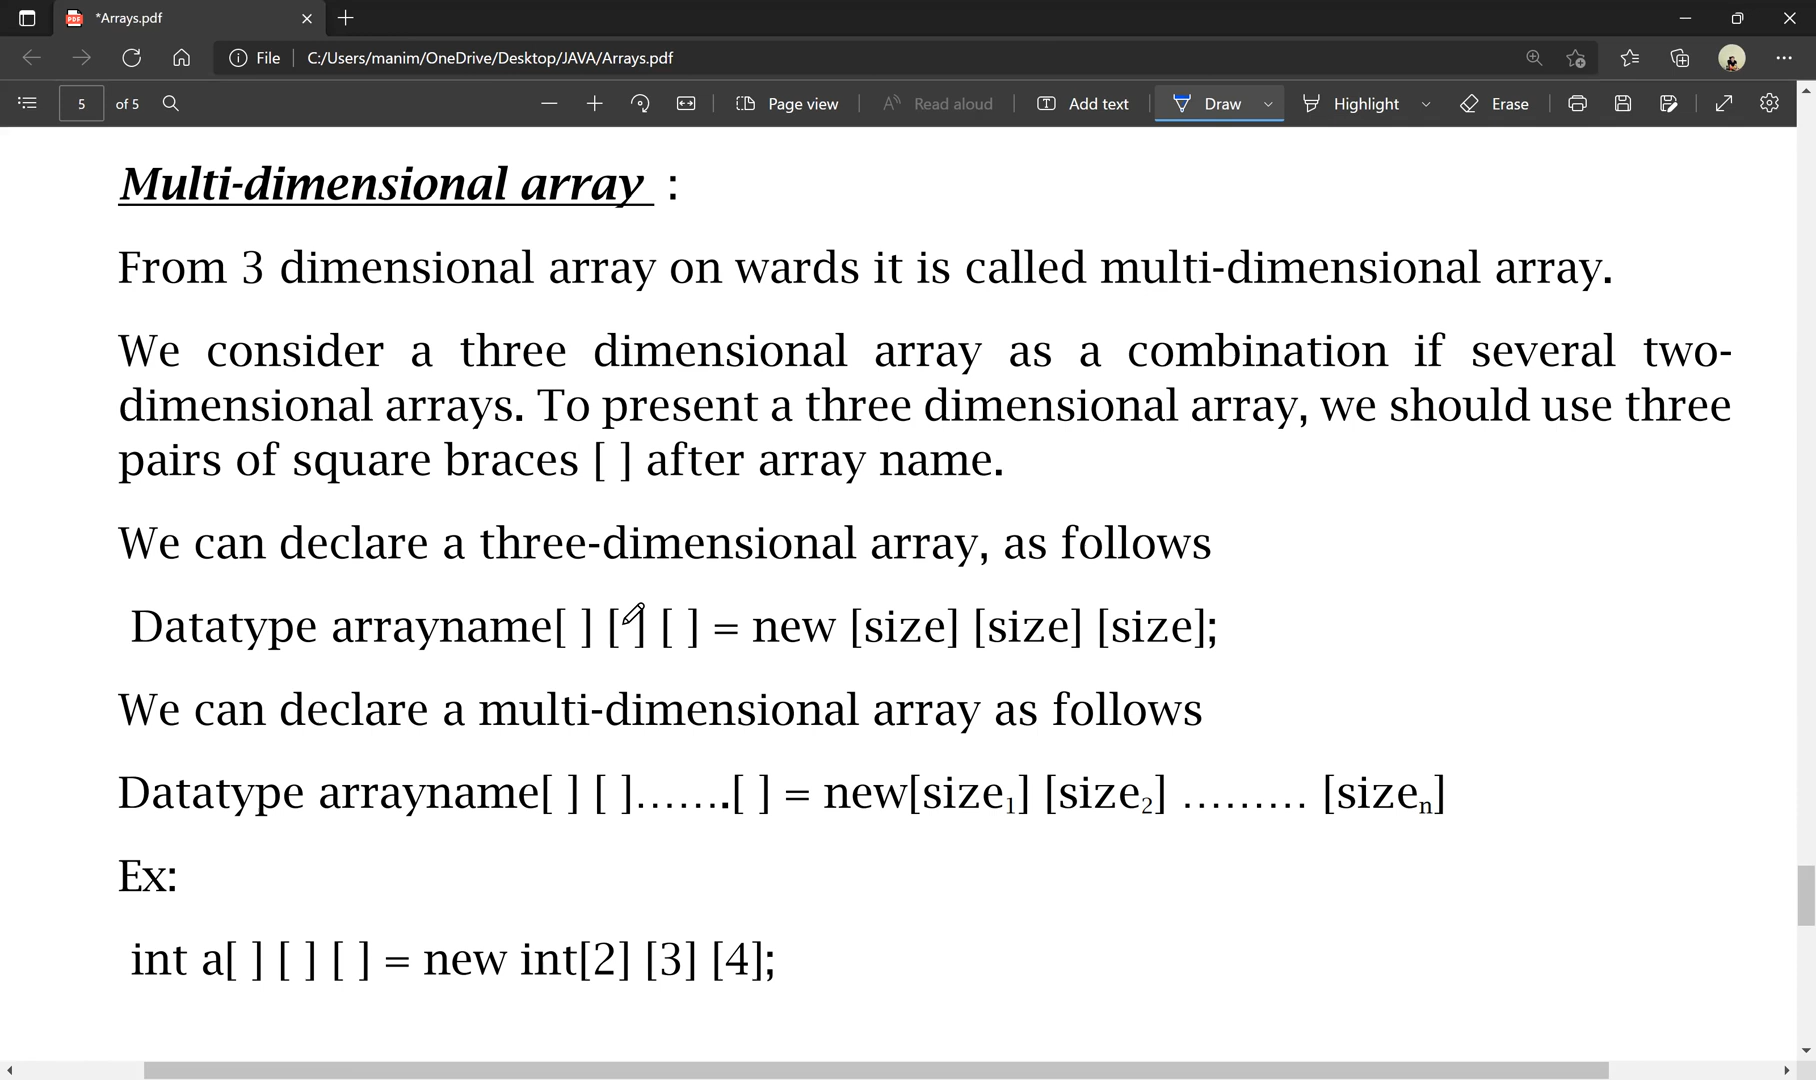 *Arrays.pdf
File C:/Users/manim/OneDrive/Desktop/JAVA/Arrays.pdf
5 of 5 Page view Read aloud Add text Draw Highlight Erase
Multi-dimensional array :
From 3 dimensional array on wards it is called multi-dimensional array.
We consider a three dimensional array as a combination if several two-
dimensional arrays. To present a three dimensional array, we should use three
pairs of square braces [ ] after array name.
We can declare a three-dimensional array, as follows
Datatype arrayname[ ] [ ] [ ] = new [size] [size] [size];
We can declare a multi-dimensional array as follows
Datatype arrayname[ ] [ ].......[ ] = new[size₁] [size₂] ......... [sizeₙ]
Ex:
int a[ ] [ ] [ ] = new int[2] [3] [4];